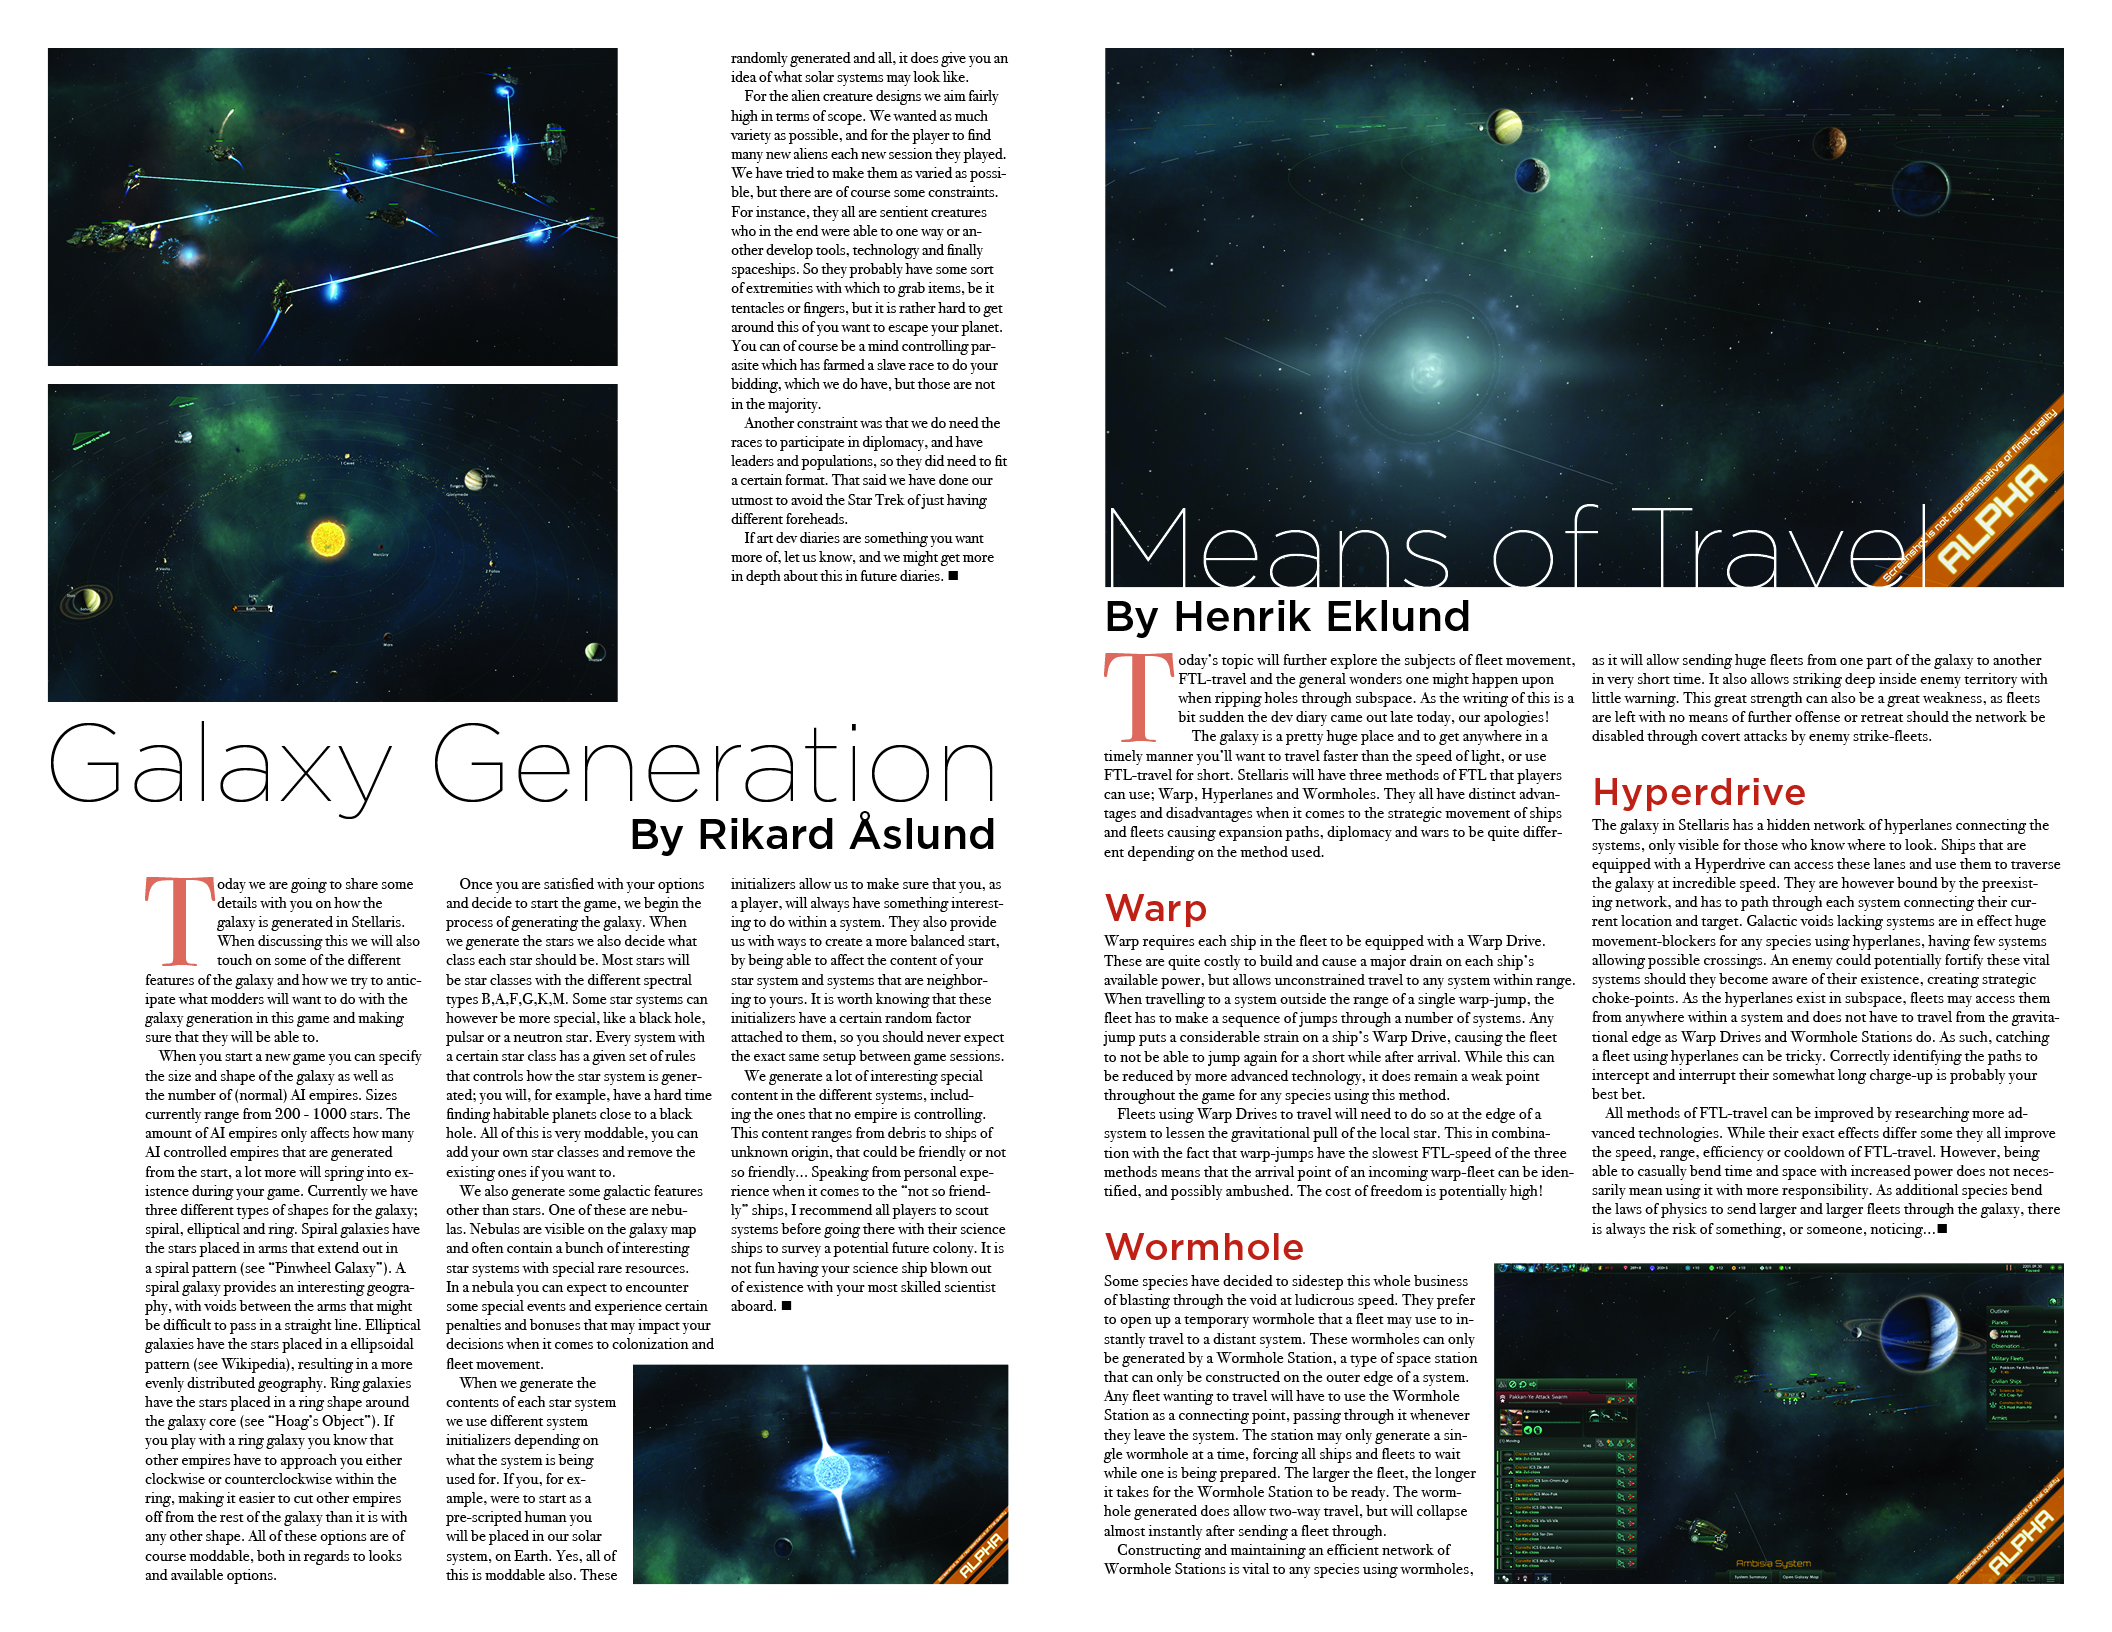 randomly generated and all, it does give you an
idea of what solar systems may look like.
For the alien creature designs we aim fairly
high in terms of scope. We wanted as much
variety as possible, and for the player to find
many new aliens each new session they played.
We have tried to make them as varied as possi-
ble, but there are of course some constraints.
For instance, they all are sentient creatures
who in the end were able to one way or an-
other develop tools, technology and finally
spaceships. So they probably have some sort
of extremities with which to grab items, be it
tentacles or fingers, but it is rather hard to get
around this of you want to escape your planet.
You can of course be a mind controlling par-
asite which has farmed a slave race to do your
bidding, which we do have, but those are not
in the majority.
Another constraint was that we do need the
races to participate in diplomacy, and have
leaders and populations, so they did need to fit
a certain format. That said we have done our
utmost to avoid the Star Trek of just having
different foreheads.
If art dev diaries are something you want
more of, let us know, and we might get more
in depth about this in future diaries. ■
Galaxy Generation
By Rikard Åslund
Today we are going to share some
details with you on how the
galaxy is generated in Stellaris.
When discussing this we will also
touch on some of the different
features of the galaxy and how we try to antic-
ipate what modders will want to do with the
galaxy generation in this game and making
sure that they will be able to.
When you start a new game you can specify
the size and shape of the galaxy as well as
the number of (normal) AI empires. Sizes
currently range from 200 - 1000 stars. The
amount of AI empires only affects how many
AI controlled empires that are generated
from the start, a lot more will spring into ex-
istence during your game. Currently we have
three different types of shapes for the galaxy;
spiral, elliptical and ring. Spiral galaxies have
the stars placed in arms that extend out in
a spiral pattern (see “Pinwheel Galaxy”). A
spiral galaxy provides an interesting geogra-
phy, with voids between the arms that might
be difficult to pass in a straight line. Elliptical
galaxies have the stars placed in a ellipsoidal
pattern (see Wikipedia), resulting in a more
evenly distributed geography. Ring galaxies
have the stars placed in a ring shape around
the galaxy core (see “Hoag’s Object”). If
you play with a ring galaxy you know that
other empires have to approach you either
clockwise or counterclockwise within the
ring, making it easier to cut other empires
off from the rest of the galaxy than it is with
any other shape. All of these options are of
course moddable, both in regards to looks
and available options.
Once you are satisfied with your options
and decide to start the game, we begin the
process of generating the galaxy. When
we generate the stars we also decide what
class each star should be. Most stars will
be star classes with the different spectral
types B,A,F,G,K,M. Some star systems can
however be more special, like a black hole,
pulsar or a neutron star. Every system with
a certain star class has a given set of rules
that controls how the star system is gener-
ated; you will, for example, have a hard time
finding habitable planets close to a black
hole. All of this is very moddable, you can
add your own star classes and remove the
existing ones if you want to.
We also generate some galactic features
other than stars. One of these are nebu-
las. Nebulas are visible on the galaxy map
and often contain a bunch of interesting
star systems with special rare resources.
In a nebula you can expect to encounter
some special events and experience certain
penalties and bonuses that may impact your
decisions when it comes to colonization and
fleet movement.
When we generate the
contents of each star system
we use different system
initializers depending on
what the system is being
used for. If you, for ex-
ample, were to start as a
pre-scripted human you
will be placed in our solar
system, on Earth. Yes, all of
this is moddable also. These
initializers allow us to make sure that you, as
a player, will always have something interest-
ing to do within a system. They also provide
us with ways to create a more balanced start,
by being able to affect the content of your
star system and systems that are neighbor-
ing to yours. It is worth knowing that these
initializers have a certain random factor
attached to them, so you should never expect
the exact same setup between game sessions.
We generate a lot of interesting special
content in the different systems, includ-
ing the ones that no empire is controlling.
This content ranges from debris to ships of
unknown origin, that could be friendly or not
so friendly… Speaking from personal expe-
rience when it comes to the “not so friend-
ly” ships, I recommend all players to scout
systems before going there with their science
ships to survey a potential future colony. It is
not fun having your science ship blown out
of existence with your most skilled scientist
aboard. ■
ALPHA
Screenshot is not representative of final quality
ALPHA
Means of Travel
By Henrik Eklund
Today’s topic will further explore the subjects of fleet movement,
FTL-travel and the general wonders one might happen upon
when ripping holes through subspace. As the writing of this is a
bit sudden the dev diary came out late today, our apologies!
The galaxy is a pretty huge place and to get anywhere in a
timely manner you’ll want to travel faster than the speed of light, or use
FTL-travel for short. Stellaris will have three methods of FTL that players
can use; Warp, Hyperlanes and Wormholes. They all have distinct advan-
tages and disadvantages when it comes to the strategic movement of ships
and fleets causing expansion paths, diplomacy and wars to be quite differ-
ent depending on the method used.
Warp
Warp requires each ship in the fleet to be equipped with a Warp Drive.
These are quite costly to build and cause a major drain on each ship’s
available power, but allows unconstrained travel to any system within range.
When travelling to a system outside the range of a single warp-jump, the
fleet has to make a sequence of jumps through a number of systems. Any
jump puts a considerable strain on a ship’s Warp Drive, causing the fleet
to not be able to jump again for a short while after arrival. While this can
be reduced by more advanced technology, it does remain a weak point
throughout the game for any species using this method.
Fleets using Warp Drives to travel will need to do so at the edge of a
system to lessen the gravitational pull of the local star. This in combina-
tion with the fact that warp-jumps have the slowest FTL-speed of the three
methods means that the arrival point of an incoming warp-fleet can be iden-
tified, and possibly ambushed. The cost of freedom is potentially high!
Wormhole
Some species have decided to sidestep this whole business
of blasting through the void at ludicrous speed. They prefer
to open up a temporary wormhole that a fleet may use to in-
stantly travel to a distant system. These wormholes can only
be generated by a Wormhole Station, a type of space station
that can only be constructed on the outer edge of a system.
Any fleet wanting to travel will have to use the Wormhole
Station as a connecting point, passing through it whenever
they leave the system. The station may only generate a sin-
gle wormhole at a time, forcing all ships and fleets to wait
while one is being prepared. The larger the fleet, the longer
it takes for the Wormhole Station to be ready. The worm-
hole generated does allow two-way travel, but will collapse
almost instantly after sending a fleet through.
Constructing and maintaining an efficient network of
Wormhole Stations is vital to any species using wormholes,
as it will allow sending huge fleets from one part of the galaxy to another
in very short time. It also allows striking deep inside enemy territory with
little warning. This great strength can also be a great weakness, as fleets
are left with no means of further offense or retreat should the network be
disabled through covert attacks by enemy strike-fleets.
Hyperdrive
The galaxy in Stellaris has a hidden network of hyperlanes connecting the
systems, only visible for those who know where to look. Ships that are
equipped with a Hyperdrive can access these lanes and use them to traverse
the galaxy at incredible speed. They are however bound by the preexist-
ing network, and has to path through each system connecting their cur-
rent location and target. Galactic voids lacking systems are in effect huge
movement-blockers for any species using hyperlanes, having few systems
allowing possible crossings. An enemy could potentially fortify these vital
systems should they become aware of their existence, creating strategic
choke-points. As the hyperlanes exist in subspace, fleets may access them
from anywhere within a system and does not have to travel from the gravita-
tional edge as Warp Drives and Wormhole Stations do. As such, catching
a fleet using hyperlanes can be tricky. Correctly identifying the paths to
intercept and interrupt their somewhat long charge-up is probably your
best bet.
All methods of FTL-travel can be improved by researching more ad-
vanced technologies. While their exact effects differ some they all improve
the speed, range, efficiency or cooldown of FTL-travel. However, being
able to casually bend time and space with increased power does not neces-
sarily mean using it with more responsibility. As additional species bend
the laws of physics to send larger and larger fleets through the galaxy, there
is always the risk of something, or someone, noticing…■
Outliner
Planets
Military Fleets
Civilian Ships
Armies
Pakkan-Ye Attack Swarm
Ambisia System
System Summary
Open Galaxy Map
Screenshot is not representative of final quality
ALPHA